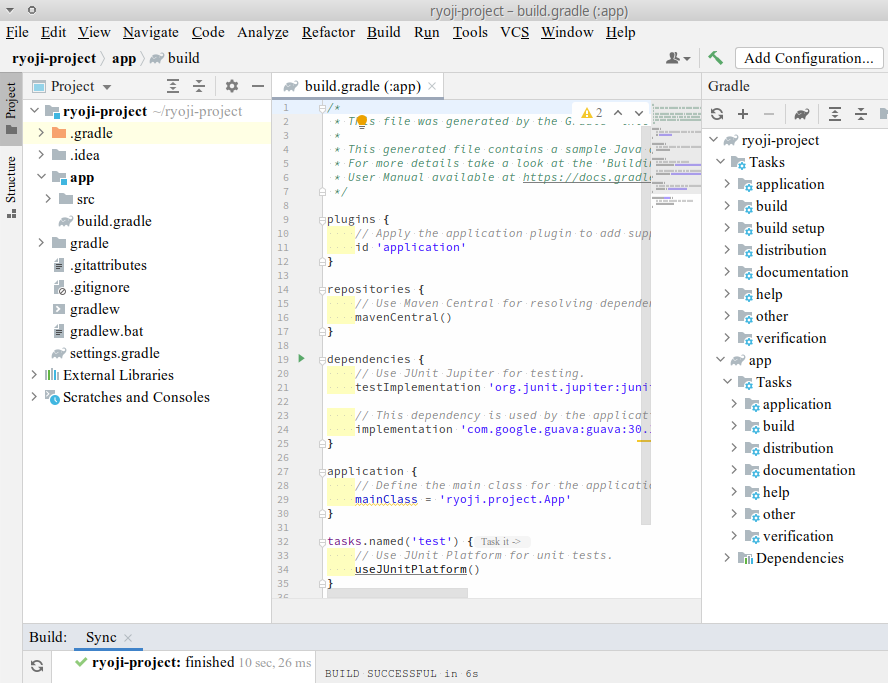 ryoji-project – build.gradle (:app)
File Edit View Navigate Code Analyze Refactor Build Run Tools VCS Window Help
ryoji-project app build
Add Configuration...
Project
Structure
Project
ryoji-project ~/ryoji-project
.gradle
.idea
app
src
build.gradle
gradle
.gitattributes
.gitignore
gradlew
gradlew.bat
settings.gradle
External Libraries
Scratches and Consoles
build.gradle (:app)
2
1 /*
2 * This file was generated by the Gradle
3 *
4 * This generated file contains a sample Java
5 * For more details take a look at the 'Buildin
6 * User Manual available at https://docs.gradle
7 */
8
9 plugins {
10 // Apply the application plugin to add sup
11 id 'application'
12 }
13
14 repositories {
15 // Use Maven Central for resolving depende
16 mavenCentral()
17 }
18
19 dependencies {
20 // Use JUnit Jupiter for testing.
21 testImplementation 'org.junit.jupiter:juni
22
23 // This dependency is used by the applicat
24 implementation 'com.google.guava:guava:30.
25 }
26
27 application {
28 // Define the main class for the applicati
29 mainClass = 'ryoji.project.App'
30 }
31
32 tasks.named('test') { Task it ->
33 // Use JUnit Platform for unit tests.
34 useJUnitPlatform()
35 }
36
Gradle
ryoji-project
Tasks
application
build
build setup
distribution
documentation
help
other
verification
app
Tasks
application
build
distribution
documentation
help
other
verification
Dependencies
Build: Sync
ryoji-project: finished 10 sec, 26 ms
BUILD SUCCESSFUL in 6s